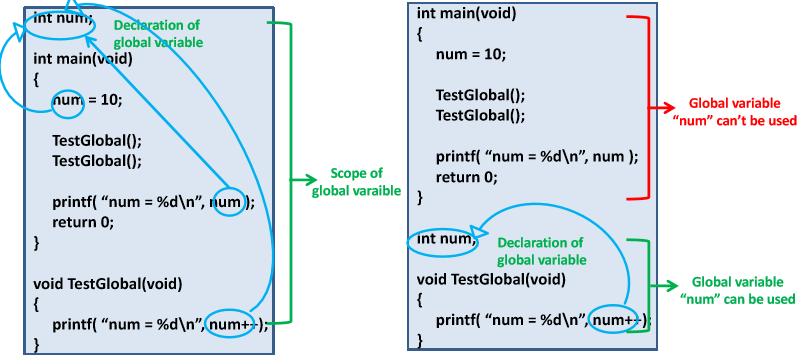 int num;
Declaration of
global variable
int main(void)
{
num = 10;
TestGlobal();
TestGlobal();
printf( “num = %d\n”, num );
return 0;
}
void TestGlobal(void)
{
printf( “num = %d\n”, num++);
}
Scope of
global varaible
int main(void)
{
num = 10;
TestGlobal();
TestGlobal();
printf( “num = %d\n”, num );
return 0;
}
Global variable
“num” can’t be used
int num;
Declaration of
global variable
void TestGlobal(void)
{
printf( “num = %d\n”, num++);
}
Global variable
“num” can be used